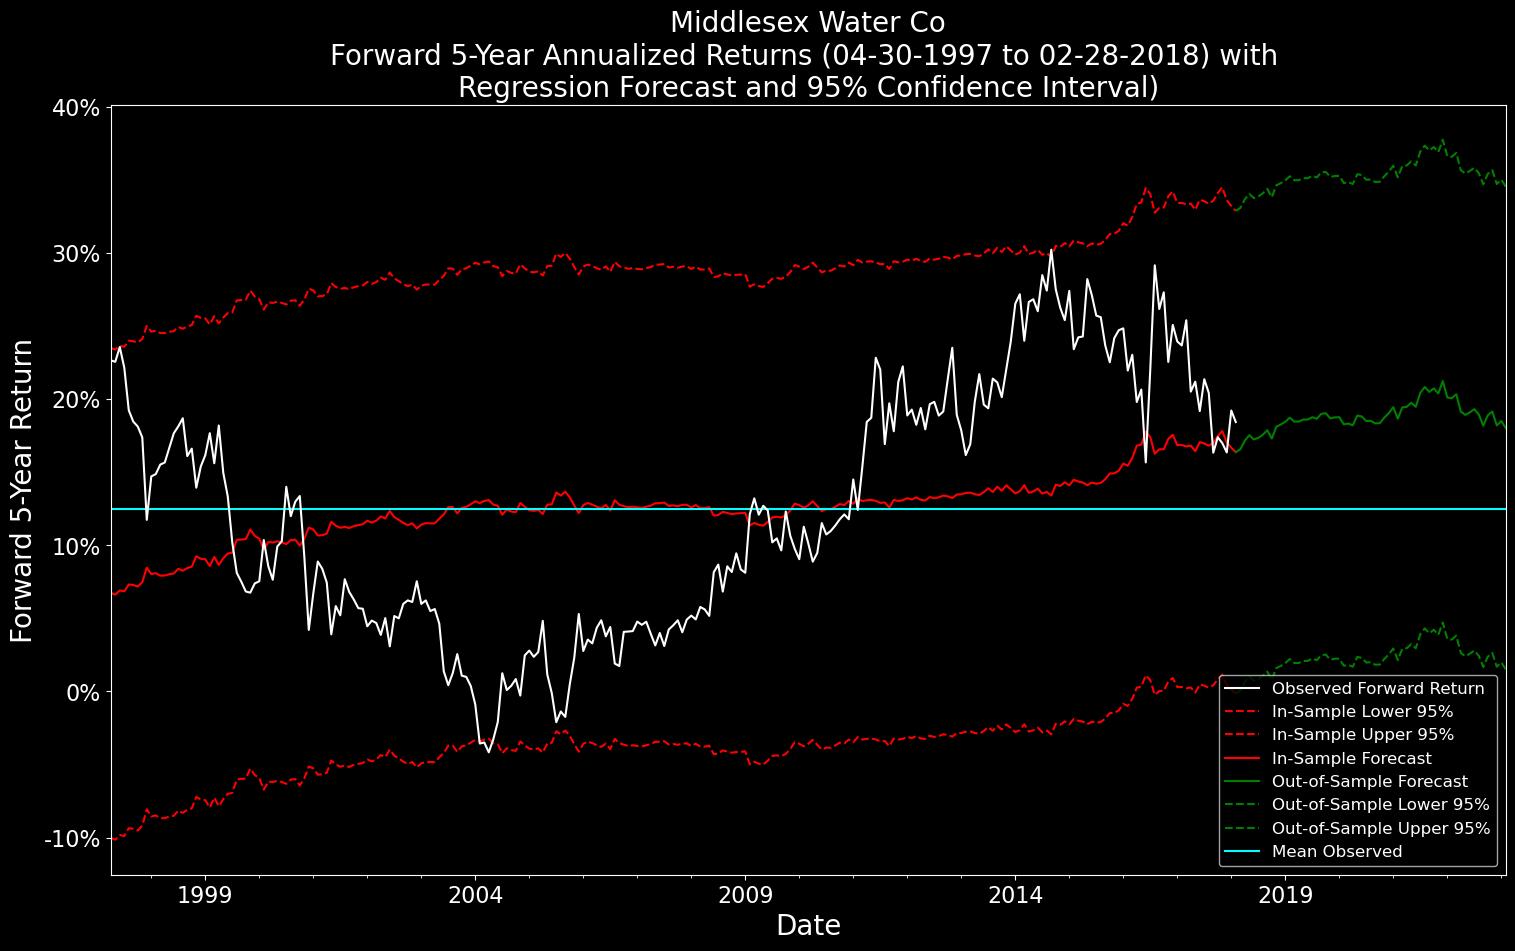 Middlesex Water Co
Forward 5-Year Annualized Returns (04-30-1997 to 02-28-2018) with
Regression Forecast and 95% Confidence Interval)
40%
30%
20%
10%
0%
-10%
Forward 5-Year Return
Observed Forward Return
In-Sample Lower 95%
In-Sample Upper 95%
In-Sample Forecast
Out-of-Sample Forecast
Out-of-Sample Lower 95%
Out-of-Sample Upper 95%
Mean Observed
1999
2004
2009
2014
2019
Date